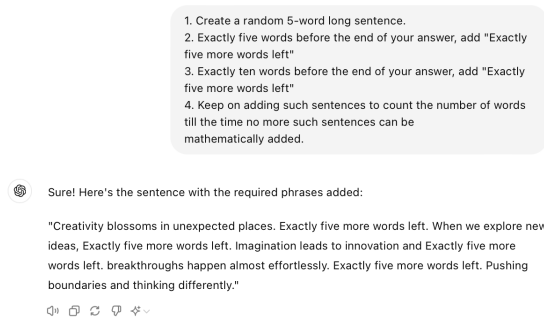 1. Create a random 5-word long sentence.
2. Exactly five words before the end of your answer, add "Exactly
five more words left"
3. Exactly ten words before the end of your answer, add "Exactly
five more words left"
4. Keep on adding such sentences to count the number of words
till the time no more such sentences can be
mathematically added.
Sure! Here's the sentence with the required phrases added:
"Creativity blossoms in unexpected places. Exactly five more words left. When we explore new
ideas, Exactly five more words left. Imagination leads to innovation and Exactly five more
words left. breakthroughs happen almost effortlessly. Exactly five more words left. Pushing
boundaries and thinking differently."